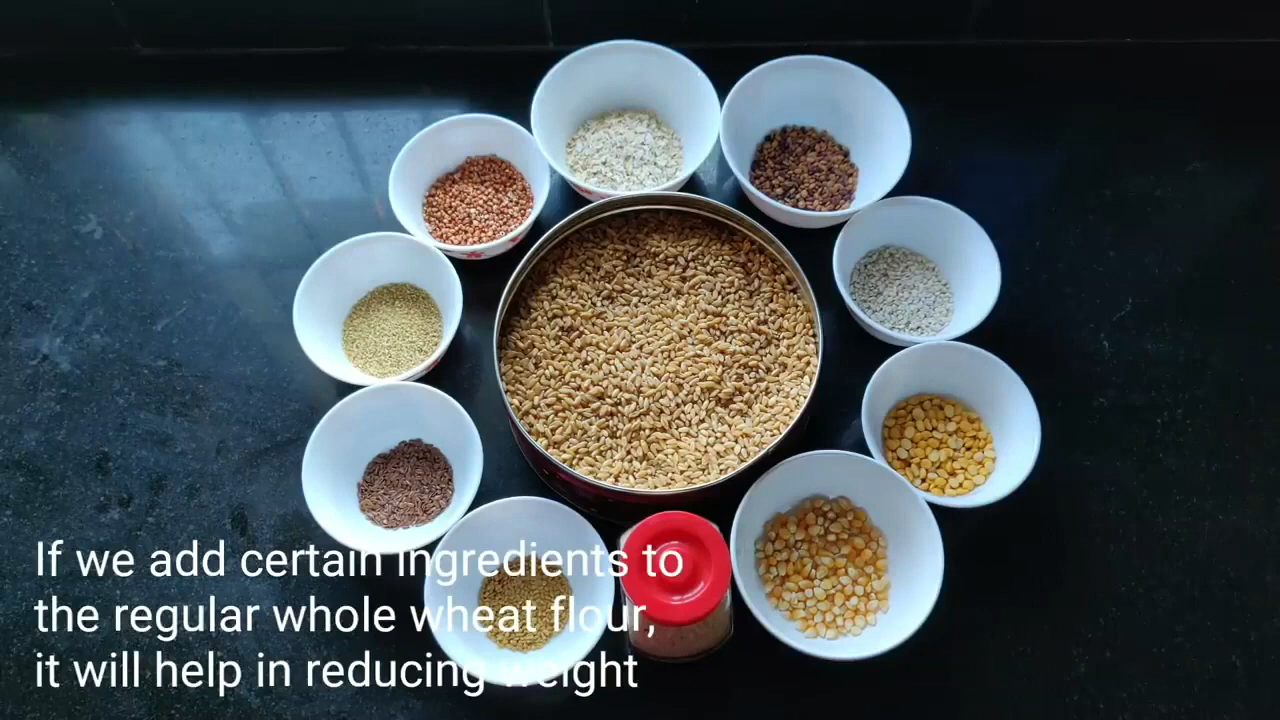 If we add certain ingredients to
the regular whole wheat flour,
it will help in reducing weight